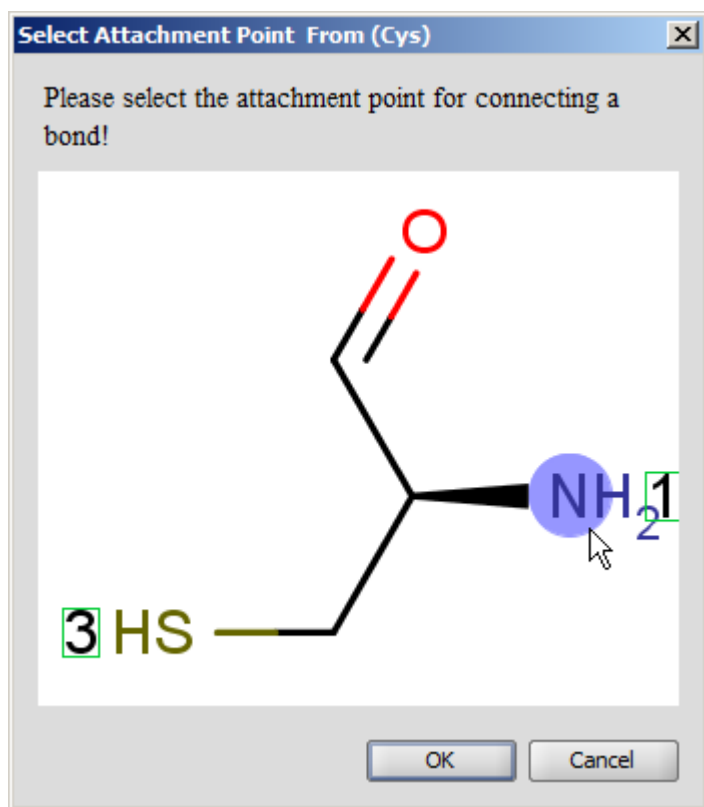 Select Attachment Point From (Cys)
Please select the attachment point for connecting a
bond!
O
NH2 1
3 HS
OK Cancel